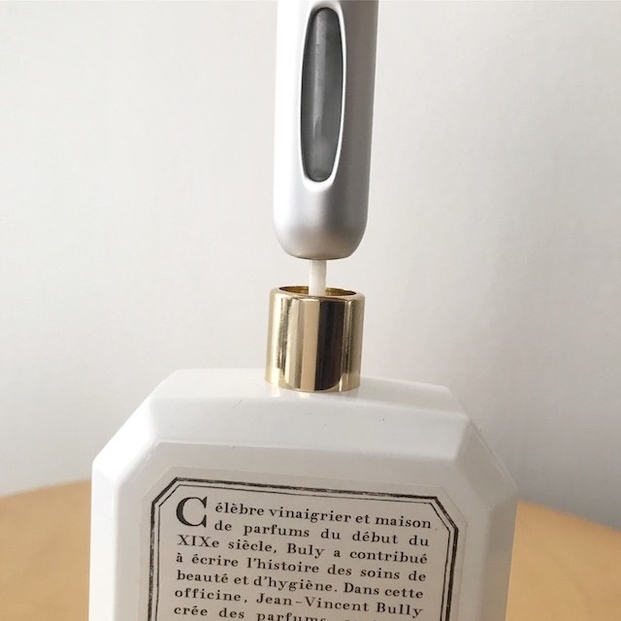 Célèbre vinaigrier et maison
de parfums du début du
XIXe siècle, Buly a contribué
à écrire l'histoire des soins de
beauté et d'hygiène. Dans cette
officine, Jean-Vincent Bully
crée des parfums